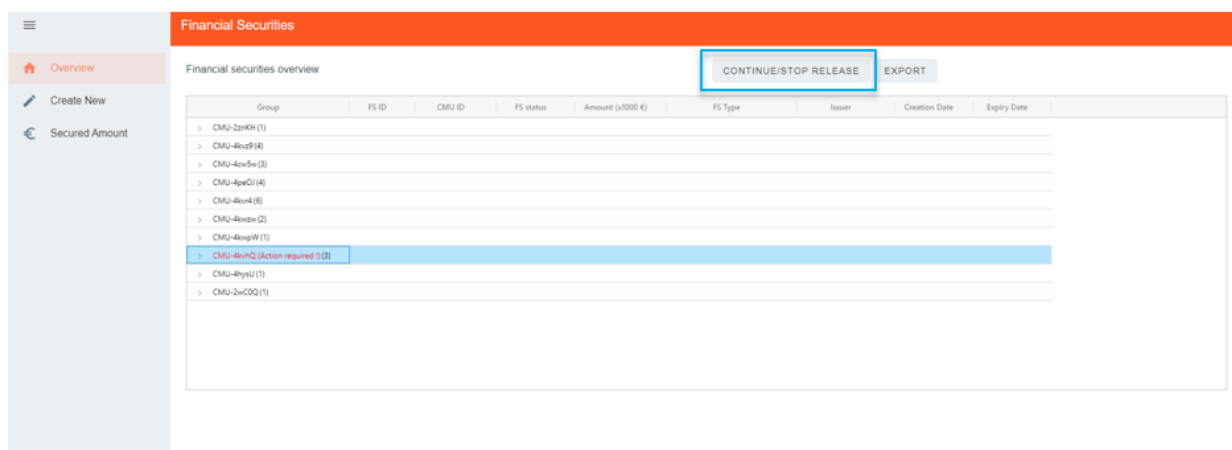 Financial Securities
Overview
Create New
Secured Amount
Financial securities overview
CONTINUE/STOP RELEASE
EXPORT
Group FS ID CMU ID FS status Amount (x1000 €) FS Type Issuer Creation Date Expiry Date
CMU-2znKH (1)
CMU-4kvz9 (4)
CMU-4cw5w (3)
CMU-4peOJ (4)
CMU-4kvr4 (6)
CMU-4kwzw (2)
CMU-4kwpW (1)
CMU-4kvhQ (Action required !) (3)
CMU-4hysU (1)
CMU-2wC0Q (1)